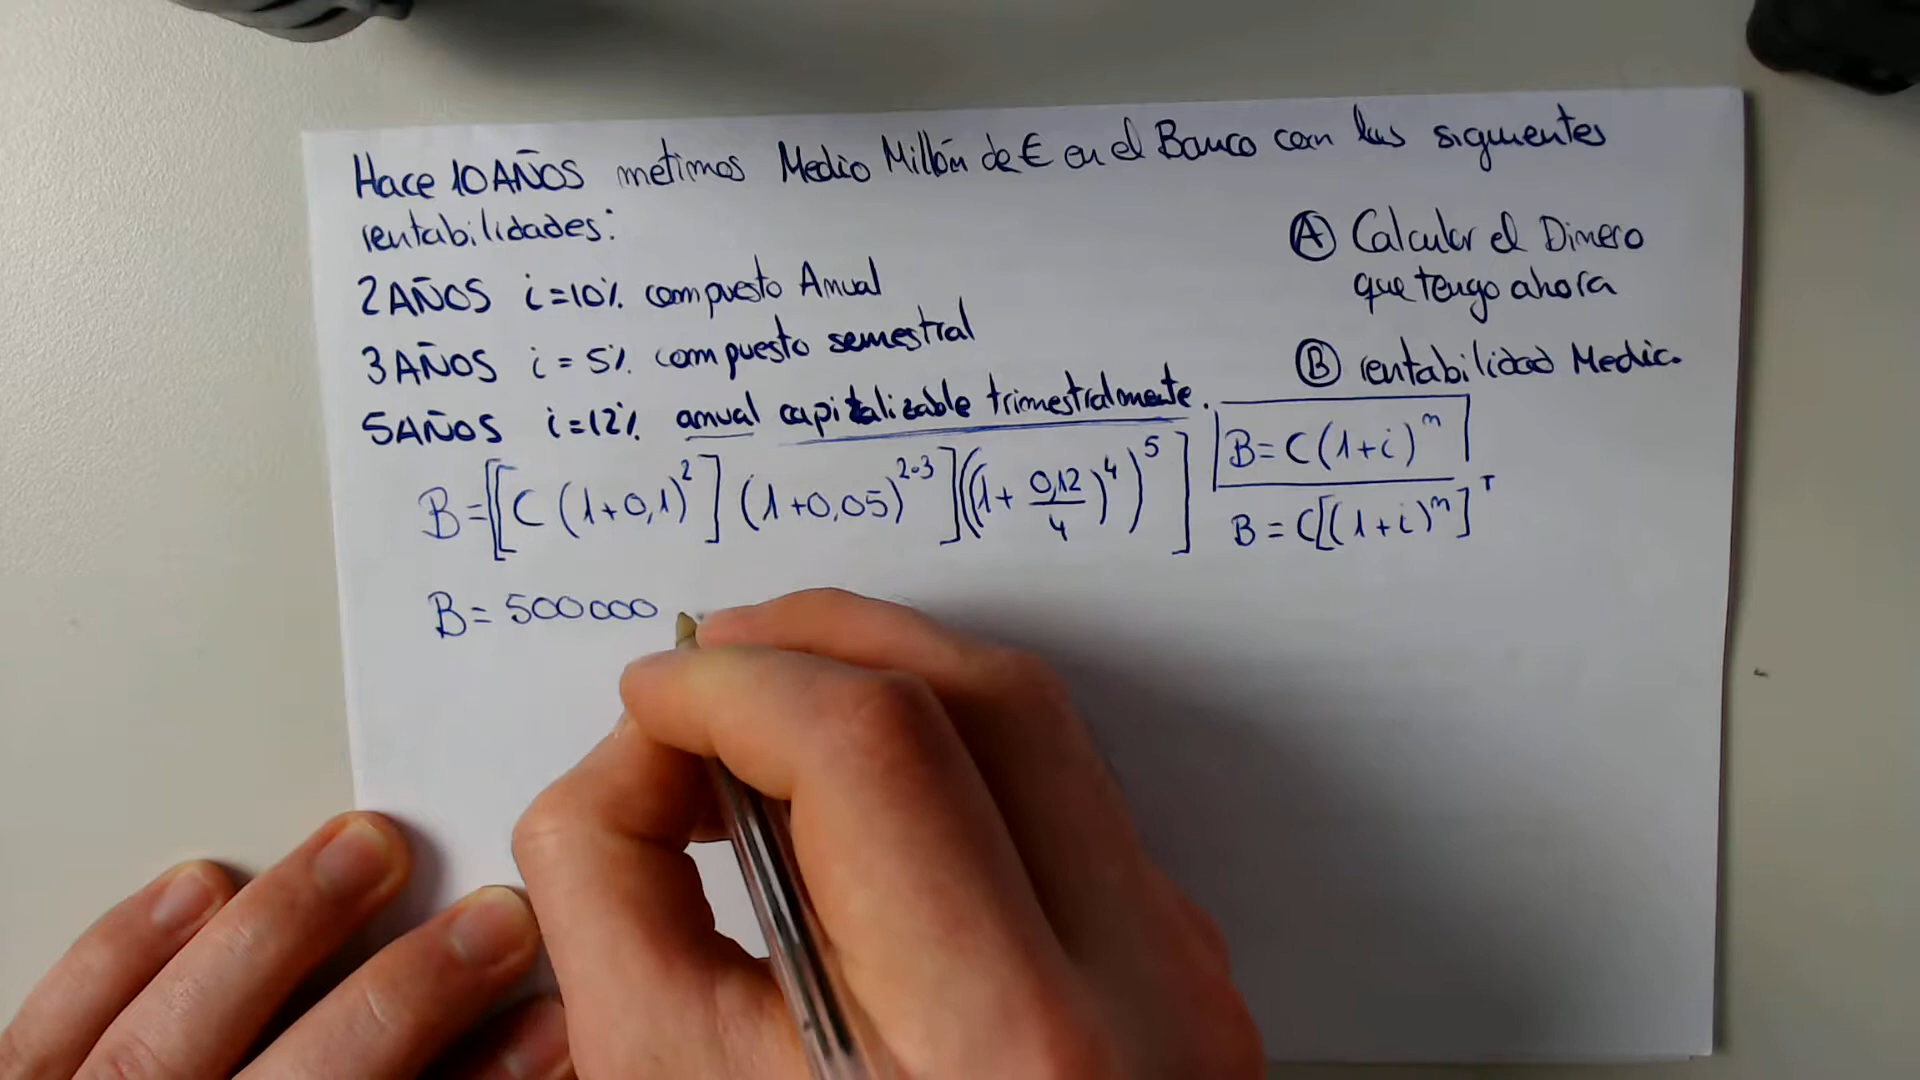 Hace 10 AÑOS metimos Medio Millón de € en el Banco con las siguientes
rentabilidades:
2 AÑOS i=10% compuesto Anual
3 AÑOS i = 5% compuesto semestral
5 AÑOS i=12% anual capitalizable trimestralmente.
Ⓐ Calcular el Dinero
que tengo ahora
Ⓑ rentabilidad Media.
B=[[C(1+0,1)²](1+0,05)^2·3]((1+0,12/4)^4)^5]
B=C(1+i)^n
B=C[(1+i)^m]^T
B=500000